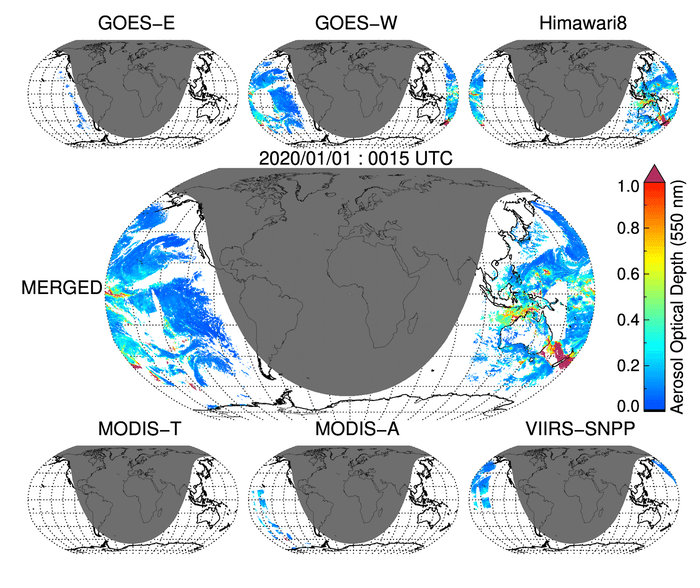 GOES−E
GOES−W
Himawari8
2020/01/01 : 0015 UTC
MERGED
1.0
0.8
0.6
0.4
0.2
0.0
Aerosol Optical Depth (550 nm)
MODIS−T
MODIS−A
VIIRS−SNPP